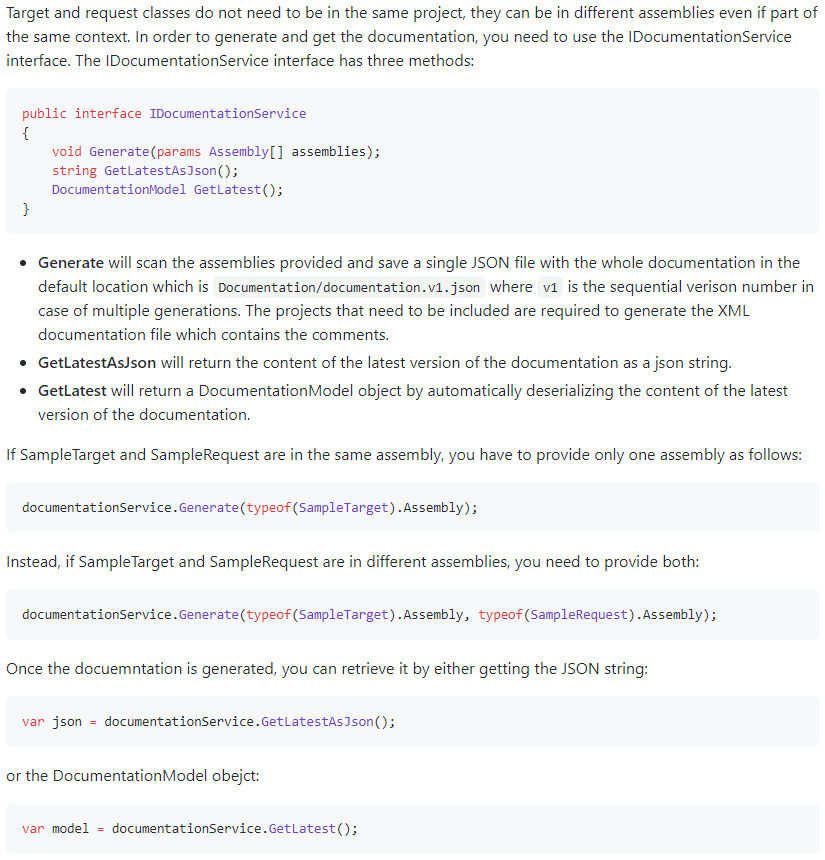 Target and request classes do not need to be in the same project, they can be in different assemblies even if part of
the same context. In order to generate and get the documentation, you need to use the IDocumentationService
interface. The IDocumentationService interface has three methods:
public interface IDocumentationService
{
    void Generate(params Assembly[] assemblies);
    string GetLatestAsJson();
    DocumentationModel GetLatest();
}
• Generate will scan the assemblies provided and save a single JSON file with the whole documentation in the
default location which is Documentation/documentation.v1.json where v1 is the sequential verison number in
case of multiple generations. The projects that need to be included are required to generate the XML
documentation file which contains the comments.
• GetLatestAsJson will return the content of the latest version of the documentation as a json string.
• GetLatest will return a DocumentationModel object by automatically deserializing the content of the latest
version of the documentation.
If SampleTarget and SampleRequest are in the same assembly, you have to provide only one assembly as follows:
documentationService.Generate(typeof(SampleTarget).Assembly);
Instead, if SampleTarget and SampleRequest are in different assemblies, you need to provide both:
documentationService.Generate(typeof(SampleTarget).Assembly, typeof(SampleRequest).Assembly);
Once the docuemntation is generated, you can retrieve it by either getting the JSON string:
var json = documentationService.GetLatestAsJson();
or the DocumentationModel obejct:
var model = documentationService.GetLatest();